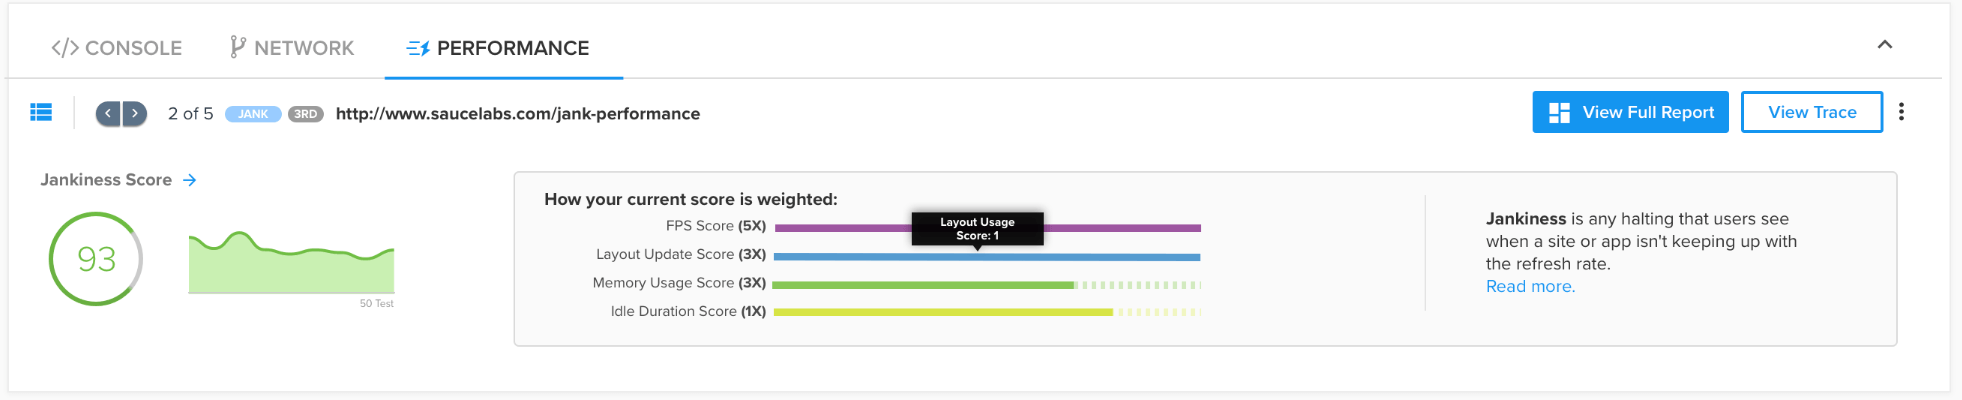 </> CONSOLE NETWORK PERFORMANCE
2 of 5 JANK 3RD http://www.saucelabs.com/jank-performance View Full Report View Trace
Jankiness Score
93
50 Test
How your current score is weighted:
FPS Score (5X)
Layout Usage
Score: 1
Layout Update Score (3X)
Memory Usage Score (3X)
Idle Duration Score (1X)
Jankiness is any halting that users see
when a site or app isn't keeping up with
the refresh rate.
Read more.